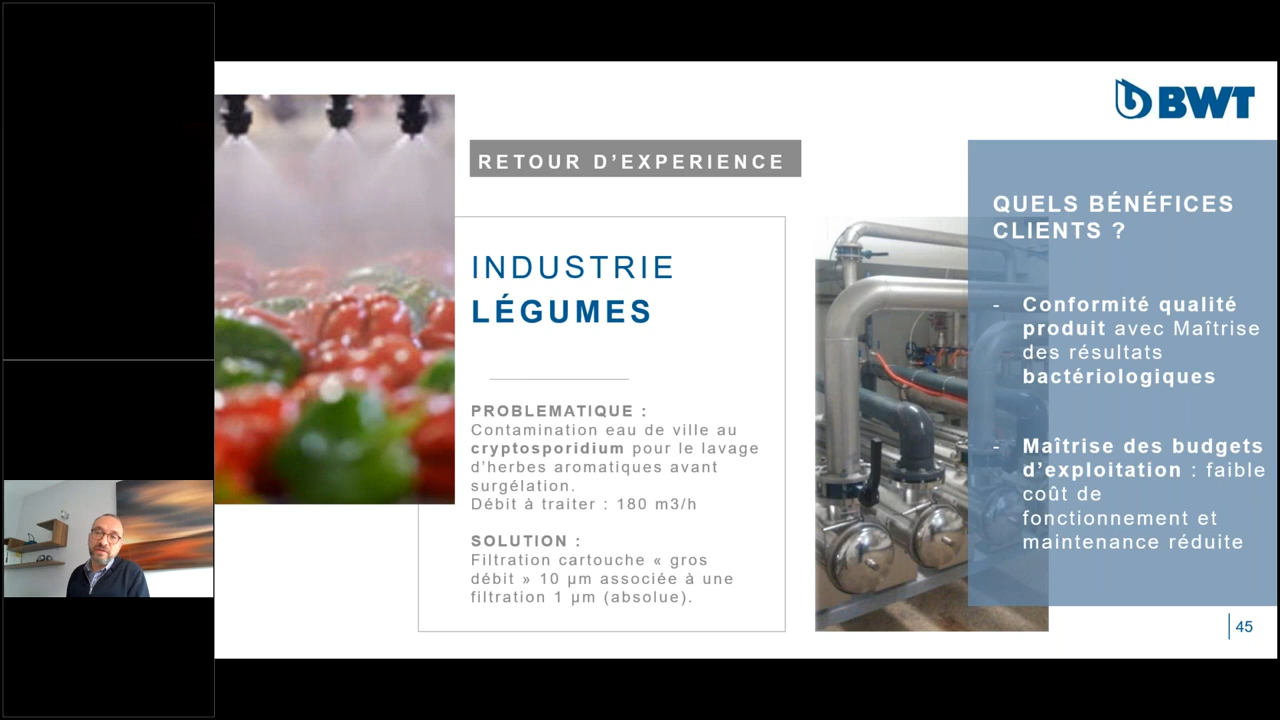 BWT
RETOUR D’EXPERIENCE
INDUSTRIE
LÉGUMES
PROBLEMATIQUE :
Contamination eau de ville au
cryptosporidium pour le lavage
d’herbes aromatiques avant
surgélation.
Débit à traiter : 180 m3/h
SOLUTION :
Filtration cartouche « gros
débit » 10 µm associée à une
filtration 1 µm (absolue).
QUELS BÉNÉFICES
CLIENTS ?
- Conformité qualité
produit avec Maîtrise
des résultats
bactériologiques
- Maîtrise des budgets
d’exploitation : faible
coût de
fonctionnement et
maintenance réduite
45